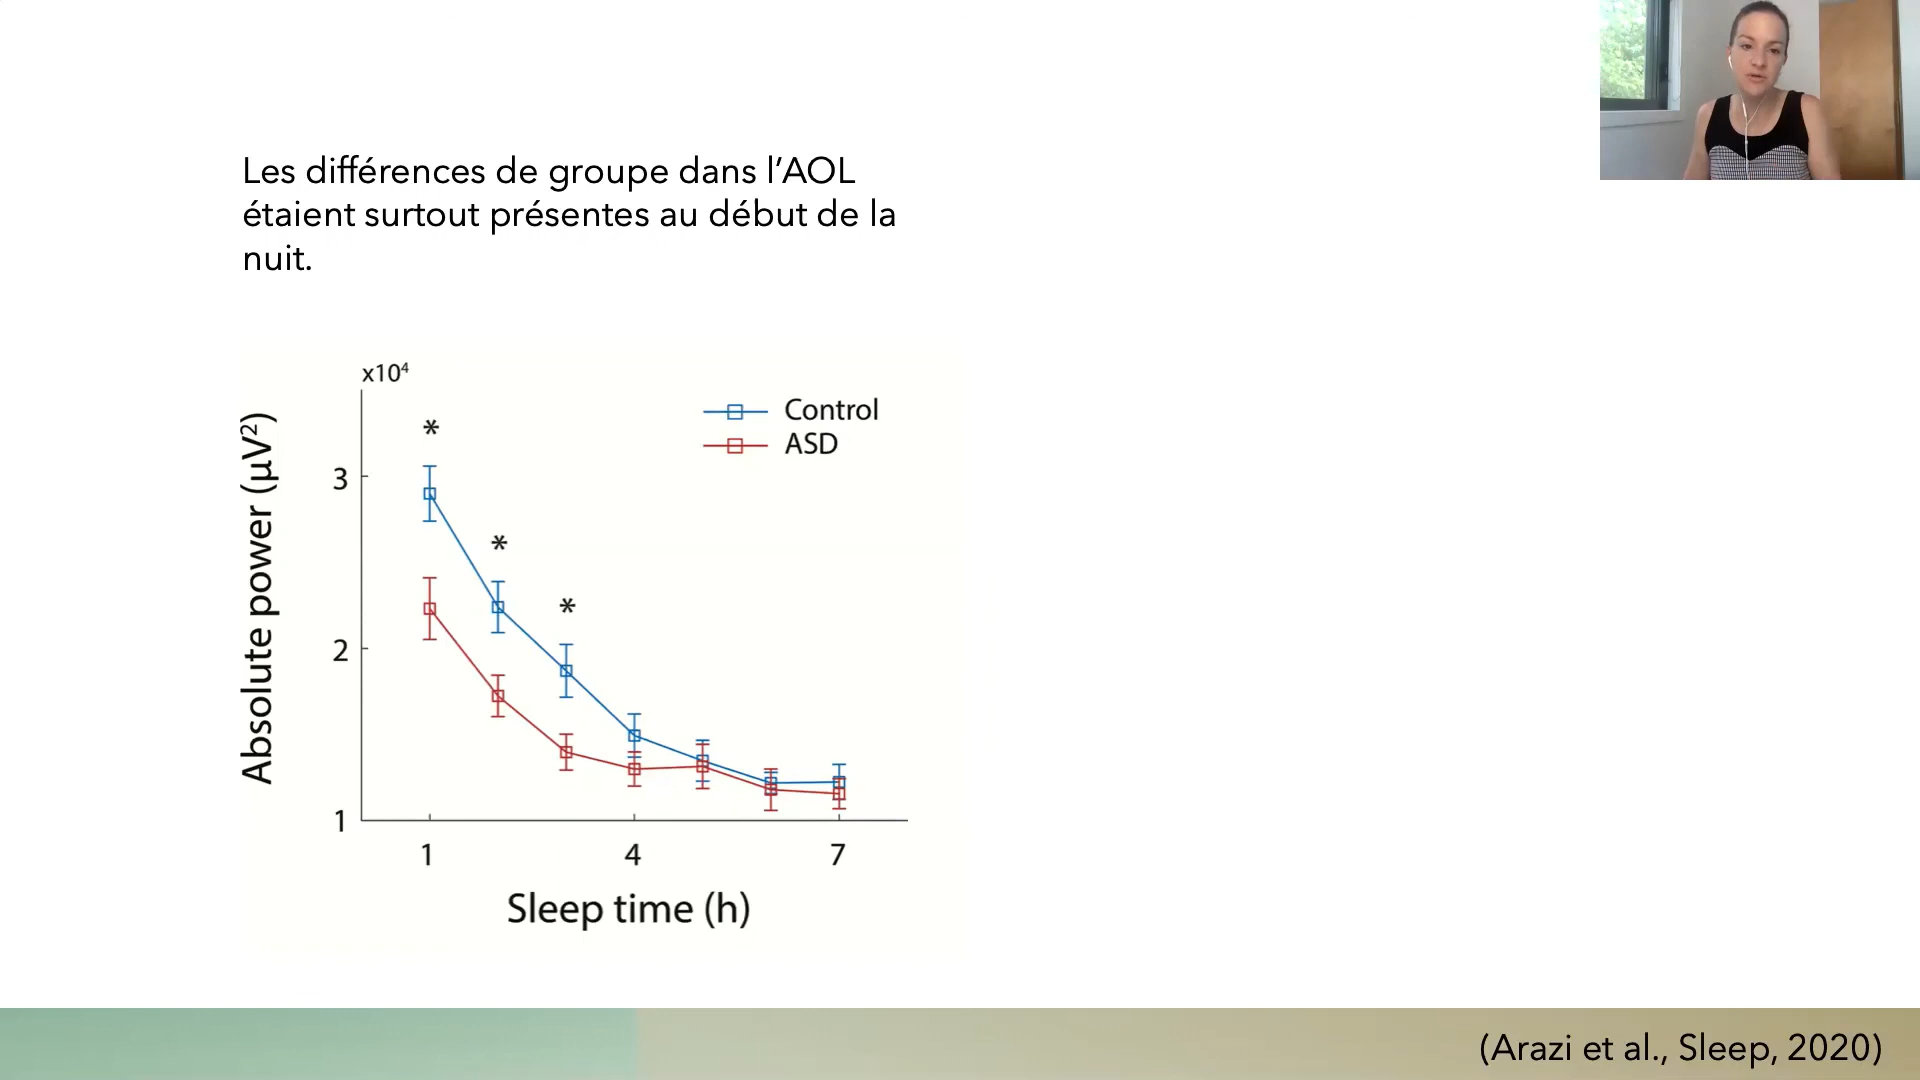 Les différences de groupe dans l’AOL
étaient surtout présentes au début de la
nuit.
x10⁴
Absolute power (µV²)
3
2
1
*
*
*
Control
ASD
1
4
7
Sleep time (h)
(Arazi et al., Sleep, 2020)